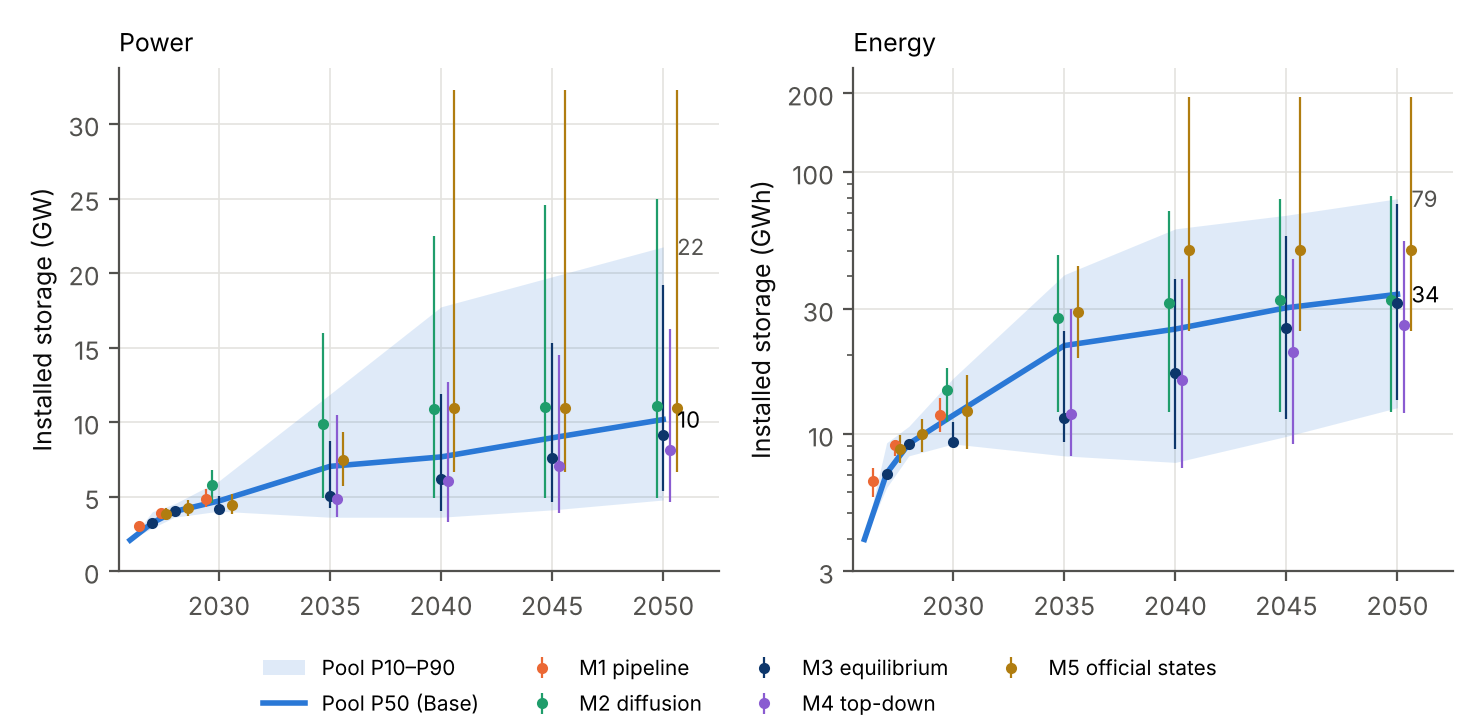 Power
Energy
Installed storage (GW)
30
25
20
15
10
5
0
22
10
2030 2035 2040 2045 2050
Installed storage (GWh)
200
100
30
10
3
79
34
2030 2035 2040 2045 2050
Pool P10–P90
M1 pipeline
M3 equilibrium
M5 official states
Pool P50 (Base)
M2 diffusion
M4 top-down